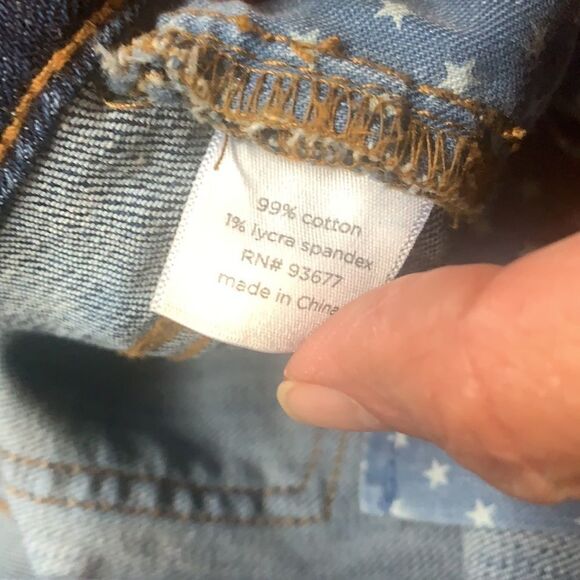 99% cotton
1% lycra spandex
RN# 93677
made in China